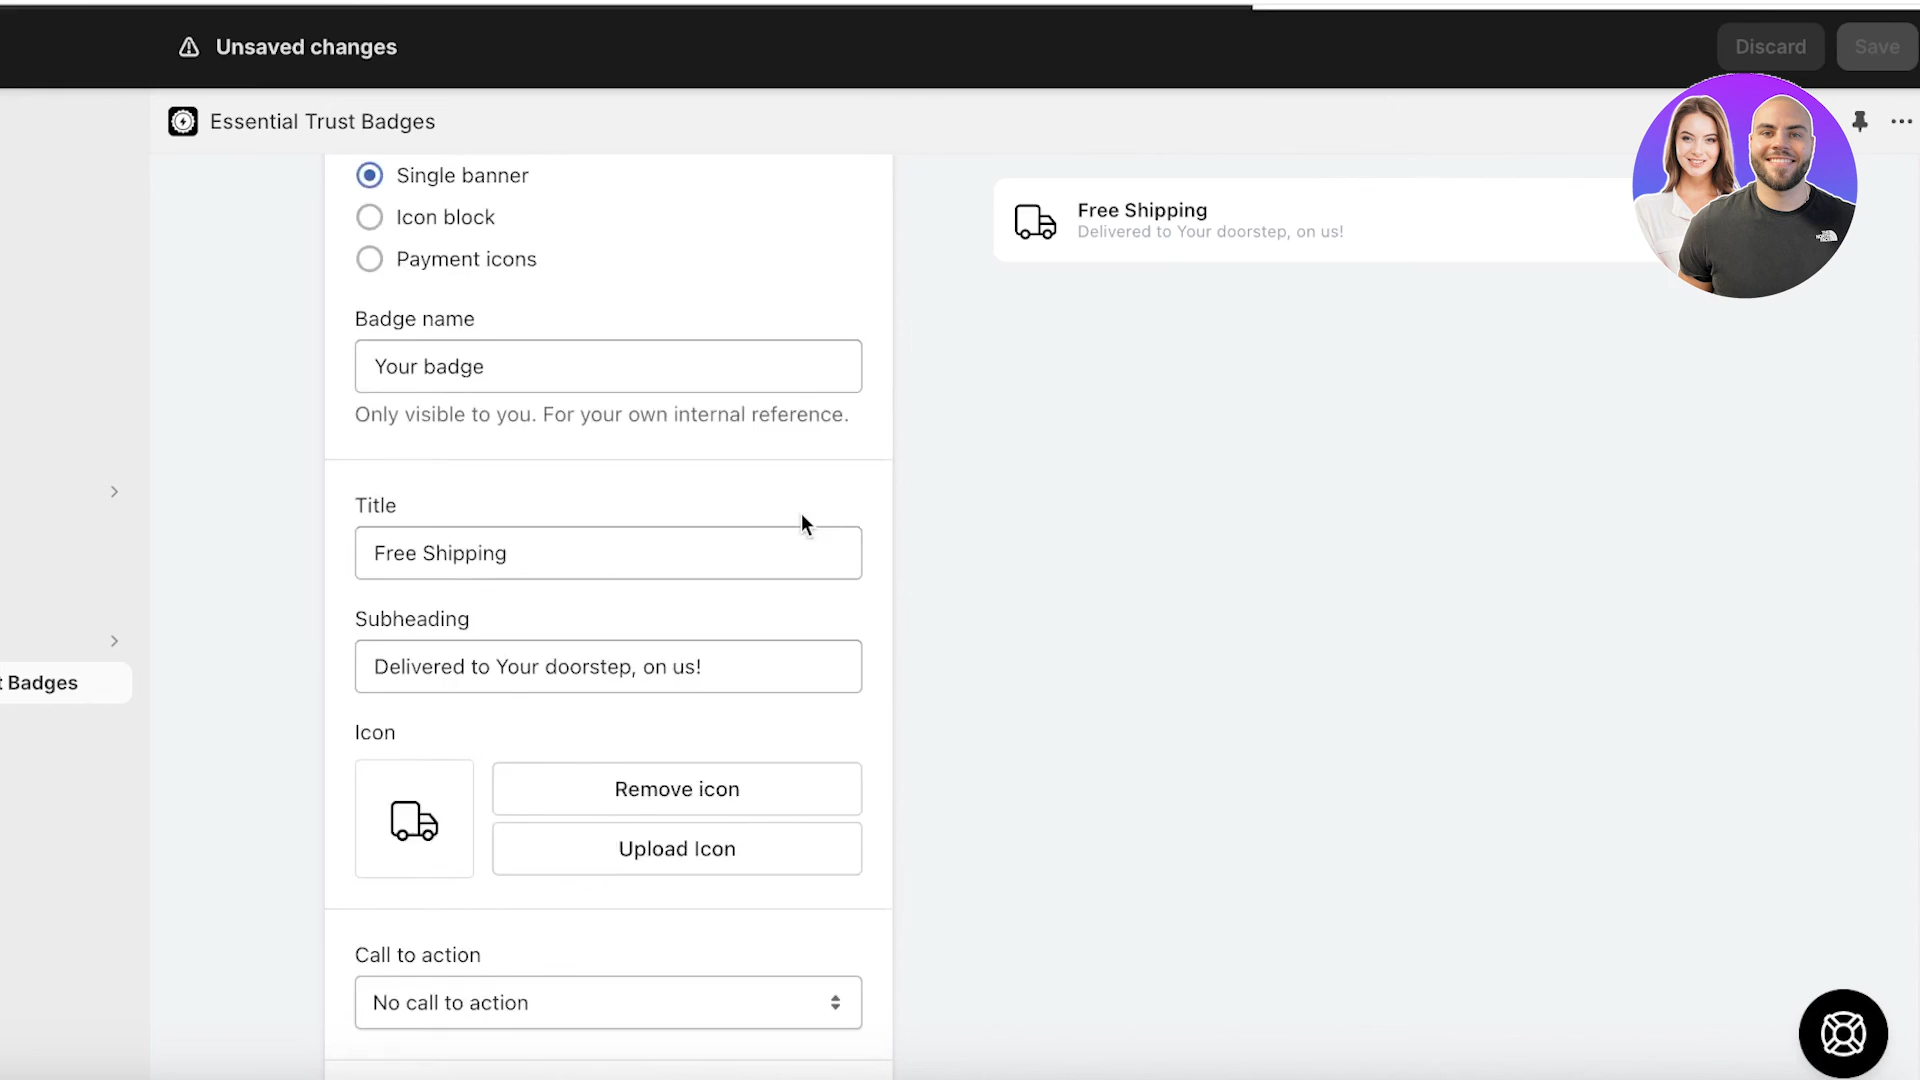 Unsaved changes
Discard
Save
Essential Trust Badges
Single banner
Icon block
Payment icons
Badge name
Your badge
Only visible to you. For your own internal reference.
Title
Free Shipping
Subheading
Delivered to Your doorstep, on us!
Icon
Remove icon
Upload Icon
Call to action
No call to action
t Badges
Free Shipping
Delivered to Your doorstep, on us!